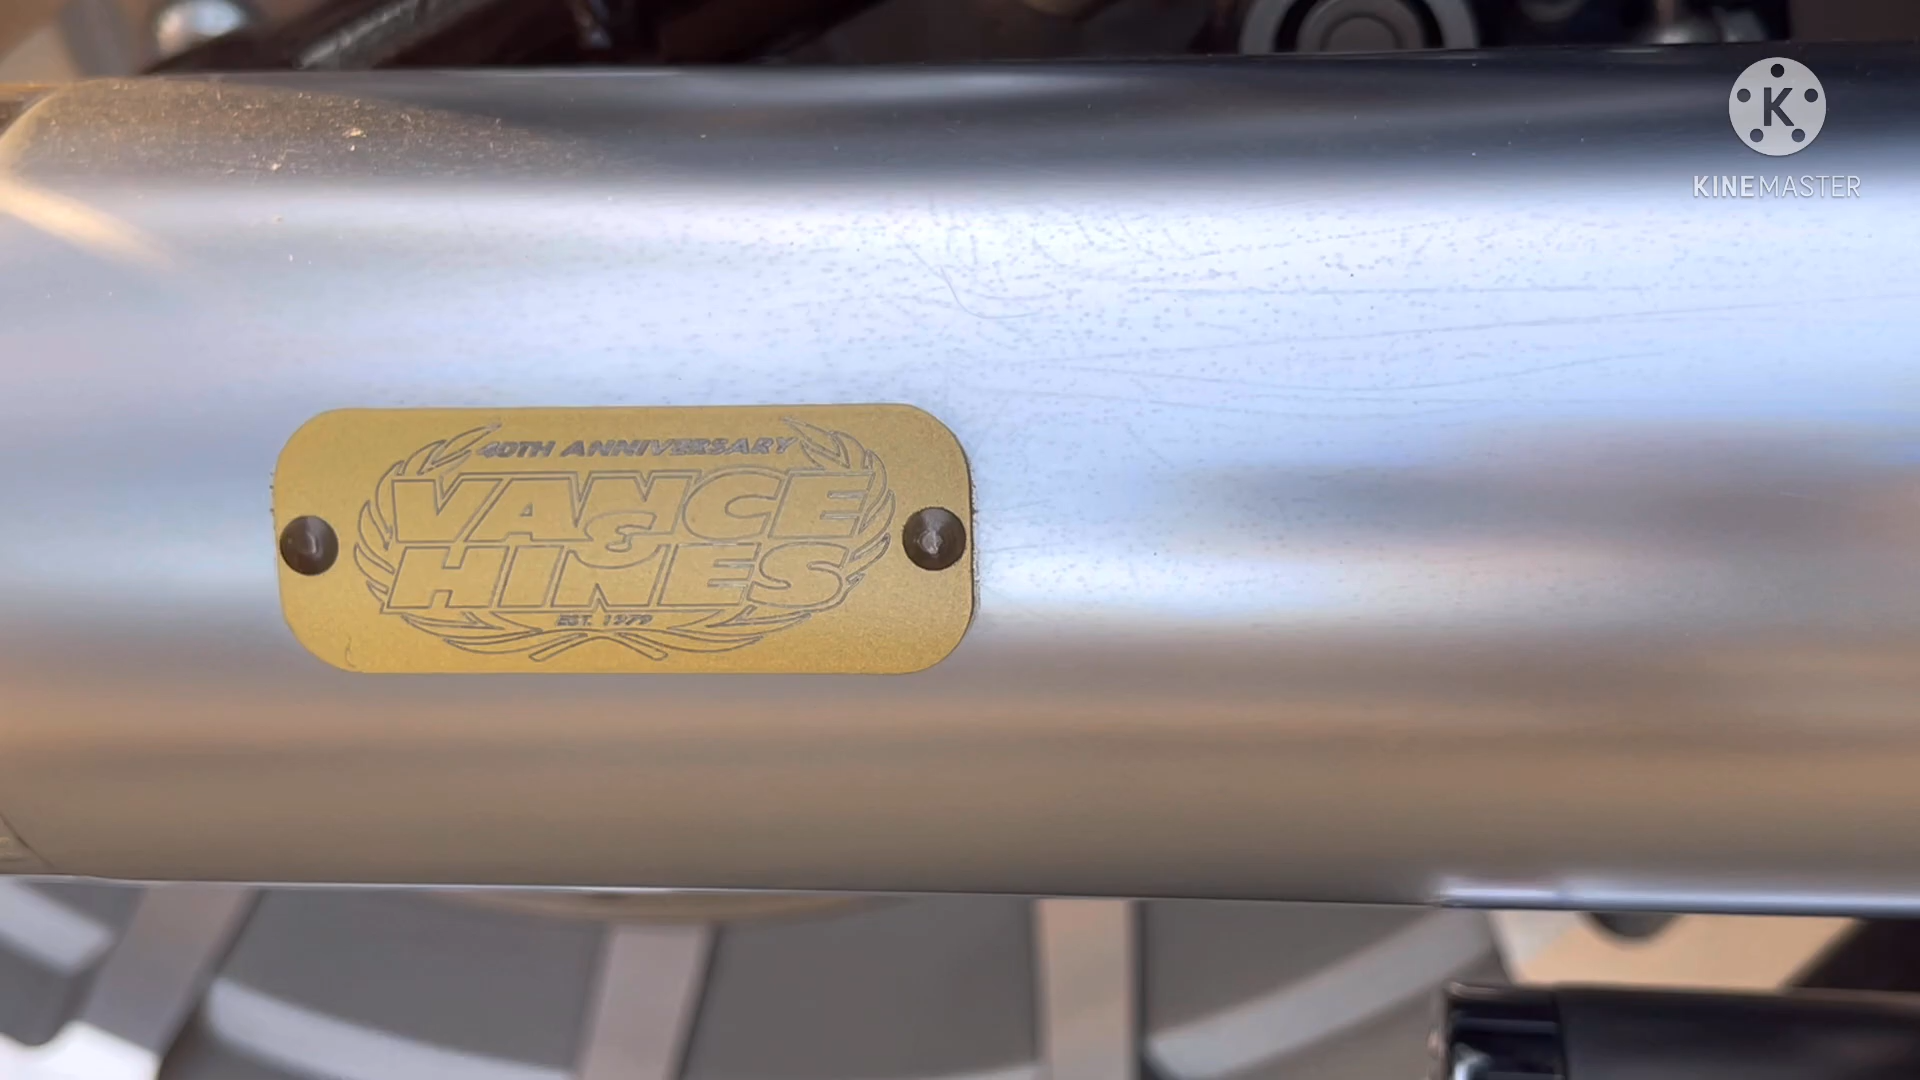 K
KINEMASTER
40TH ANNIVERSARY
VANCE
&
HINES
EST. 1979